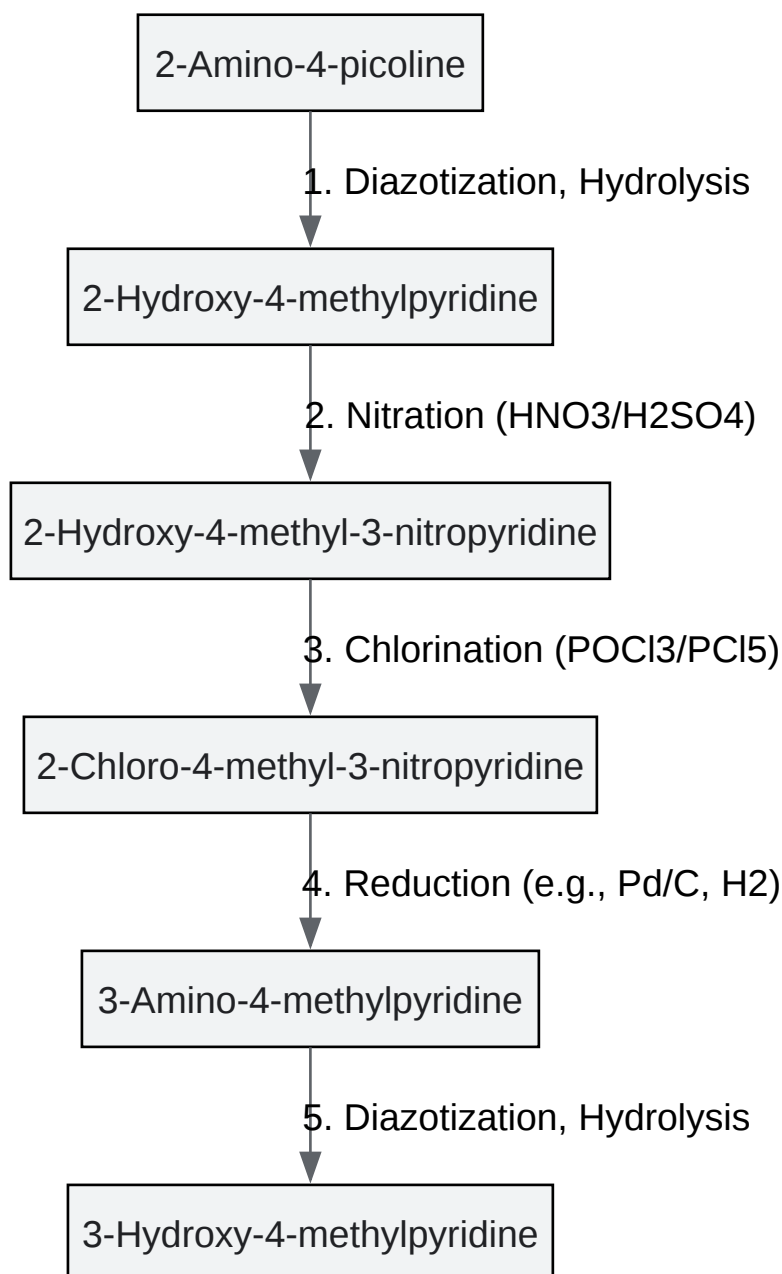 2-Amino-4-picoline
1. Diazotization, Hydrolysis
2-Hydroxy-4-methylpyridine
2. Nitration (HNO3/H2SO4)
2-Hydroxy-4-methyl-3-nitropyridine
3. Chlorination (POCl3/PCl5)
2-Chloro-4-methyl-3-nitropyridine
4. Reduction (e.g., Pd/C, H2)
3-Amino-4-methylpyridine
5. Diazotization, Hydrolysis
3-Hydroxy-4-methylpyridine